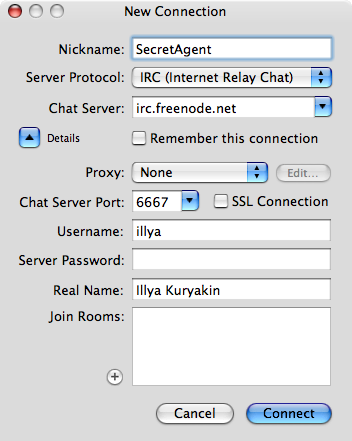 New Connection
Nickname: SecretAgent
Server Protocol: IRC (Internet Relay Chat)
Chat Server: irc.freenode.net
Details Remember this connection
Proxy: None Edit...
Chat Server Port: 6667 SSL Connection
Username: illya
Server Password:
Real Name: Illya Kuryakin
Join Rooms:
Cancel Connect